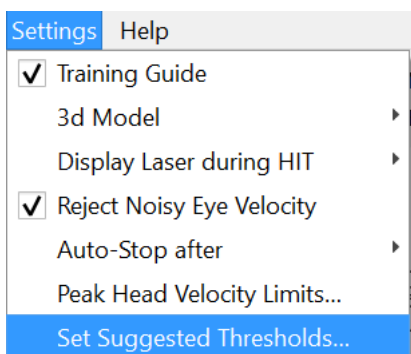 Settings Help
Training Guide
3d Model
Display Laser during HIT
Reject Noisy Eye Velocity
Auto-Stop after
Peak Head Velocity Limits...
Set Suggested Thresholds...